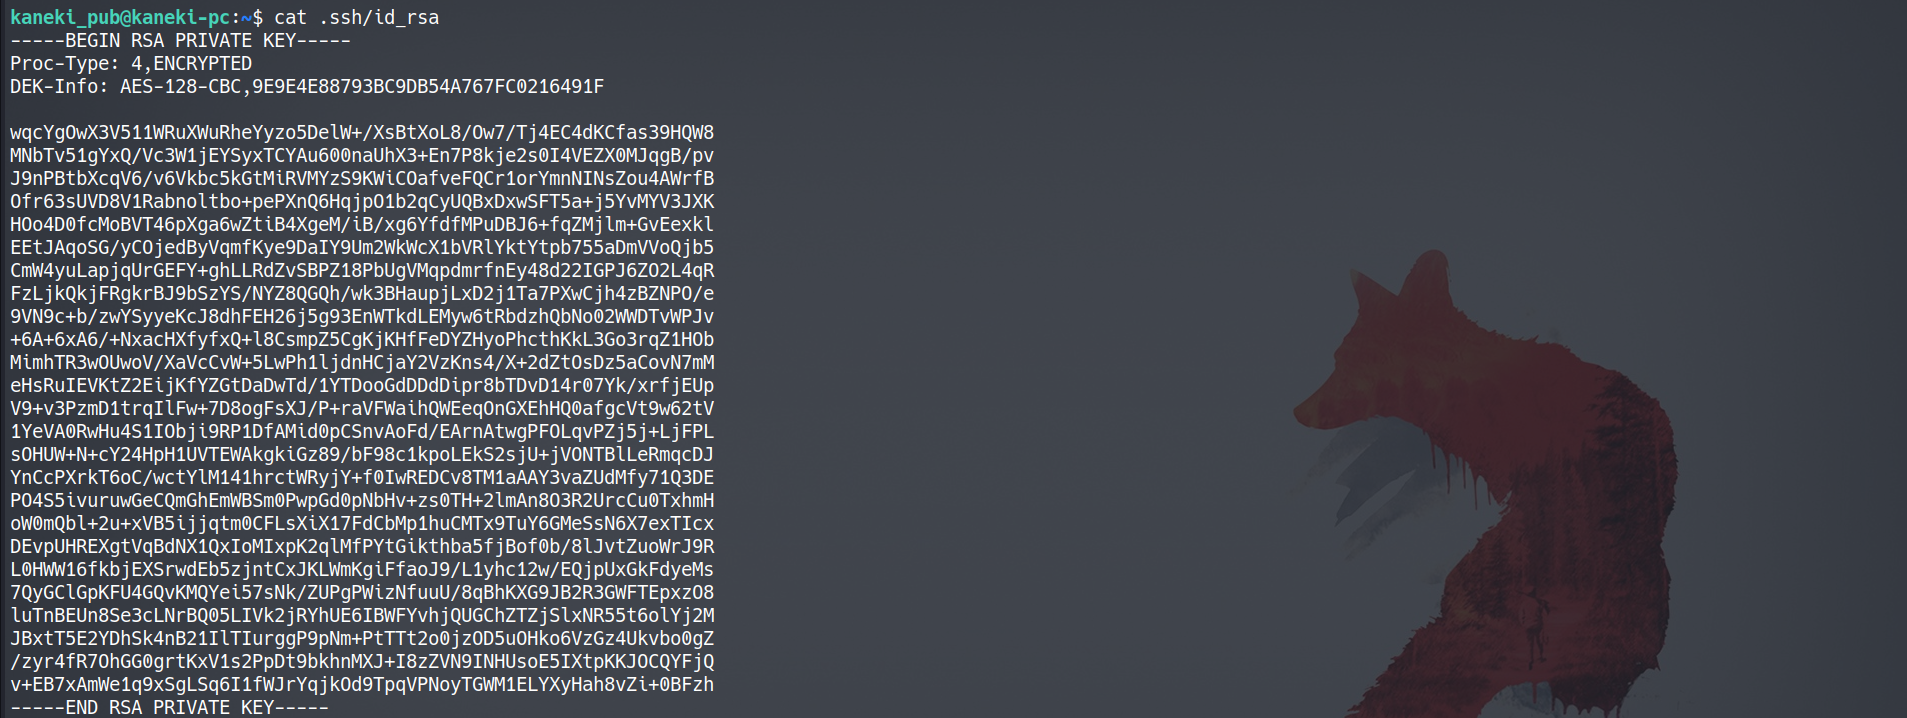 kaneki_pub@kaneki-pc:~$ cat .ssh/id_rsa
-----BEGIN RSA PRIVATE KEY-----
Proc-Type: 4,ENCRYPTED
DEK-Info: AES-128-CBC,9E9E4E88793BC9DB54A767FC0216491F
wqcYgOwX3V511WRuXWuRheYyzo5DelW+/XsBtXoL8/Ow7/Tj4EC4dKCfas39HQW8
MNbTv51gYxQ/Vc3W1jEYSyxTCYAu600naUhX3+En7P8kje2s0I4VEZX0MJqgB/pv
J9nPBtbXcqV6/v6Vkbc5kGtMiRVMYzS9KWiCOafveFQCr1orYmnNINsZou4AWrfB
Ofr63sUVD8V1Rabnoltbo+pePXnQ6HqjpO1b2qCyUQBxDxwSFT5a+j5YvMYV3JXK
HOo4D0fcMoBVT46pXga6wZtiB4XgeM/iB/xg6YfdfMPuDBJ6+fqZMjlm+GvEexkl
EEtJAqoSG/yCOjedByVqmfKye9DaIY9Um2WkWcX1bVRlYktYtpb755aDmVVoQjb5
CmW4yuLapjqUrGEFY+ghLLRdZvSBPZ18PbUgVMqpdmrfnEy48d22IGPJ6ZO2L4qR
FzLjkQkjFRgkrBJ9bSzYS/NYZ8QGQh/wk3BHaupjLxD2j1Ta7PXwCjh4zBZNPO/e
9VN9c+b/zwYSyyeKcJ8dhFEH26j5g93EnWTkdLEMyw6tRbdzhQbNo02WWDTvWPJv
+6A+6xA6/+NxacHXfyfxQ+l8CsmpZ5CgKjKHfFeDYZHyoPhcthKkL3Go3rqZ1HOb
MimhTR3wOUwoV/XaVcCvW+5LwPh1ljdnHCjaY2VzKns4/X+2dZtOsDz5aCovN7mM
eHsRuIEVKtZ2EijKfYZGtDaDwTd/1YTDooGdDDdDipr8bTDvD14r07Yk/xrfjEUp
V9+v3PzmD1trqIlFw+7D8ogFsXJ/P+raVFWaihQWEeqOnGXEhHQ0afgcVt9w62tV
1YeVA0RwHu4S1IObji9RP1DfAMid0pCSnvAoFd/EArnAtwgPFOLqvPZj5j+LjFPL
sOHUW+N+cY24HpH1UVTEWAkgkiGz89/bF98c1kpoLEkS2sjU+jVONTBlLeRmqcDJ
YnCcPXrkT6oC/wctYlM141hrctWRyjY+f0IwREDCv8TM1aAAY3vaZUdMfy71Q3DE
PO4S5ivuruwGeCQmGhEmWBSm0PwpGd0pNbHv+zs0TH+2lmAn8O3R2UrcCu0TxhmH
oW0mQbl+2u+xVB5ijjqtm0CFLsXiX17FdCbMp1huCMTx9TuY6GMeSsN6X7exTIcx
DEvpUHREXgtVqBdNX1QxIoMIxpK2qlMfPYtGikthba5fjBof0b/8lJvtZuoWrJ9R
L0HWW16fkbjEXSrwdEb5zjntCxJKLWmKgiFfaoJ9/L1yhc12w/EQjpUxGkFdyeMs
7QyGClGpKFU4GQvKMQYei57sNk/ZUPgPWizNfuuU/8qBhKXG9JB2R3GWFTEpxzO8
luTnBEUn8Se3cLNrBQ05LIVk2jRYhUE6IBWFYvhjQUGChZTZjSlxNR55t6olYj2M
JBxtT5E2YDhSk4nB21IlTIurggP9pNm+PtTTt2o0jzOD5uOHko6VzGz4Ukvbo0gZ
/zyr4fR7OhGG0grtKxV1s2PpDt9bkhnMXJ+I8zZVN9INHUsoE5IXtpKKJOCQYFjQ
v+EB7xAmWe1q9xSgLSq6I1fWJrYqjkOd9TpqVPNoyTGWM1ELYXyHah8vZi+0BFzh
-----END RSA PRIVATE KEY-----